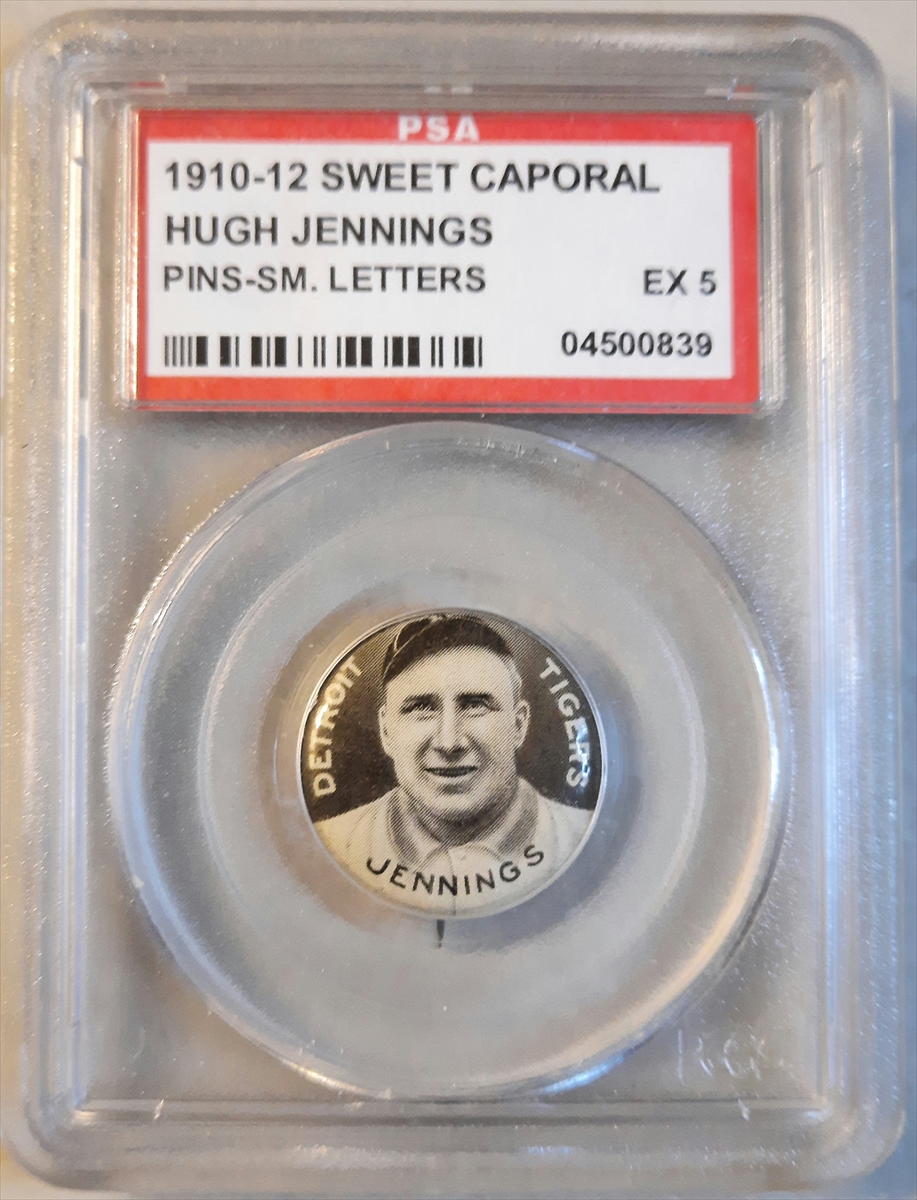 PSA
1910-12 SWEET CAPORAL
HUGH JENNINGS
PINS-SM. LETTERS EX 5
04500839
DETROIT TIGERS
JENNINGS